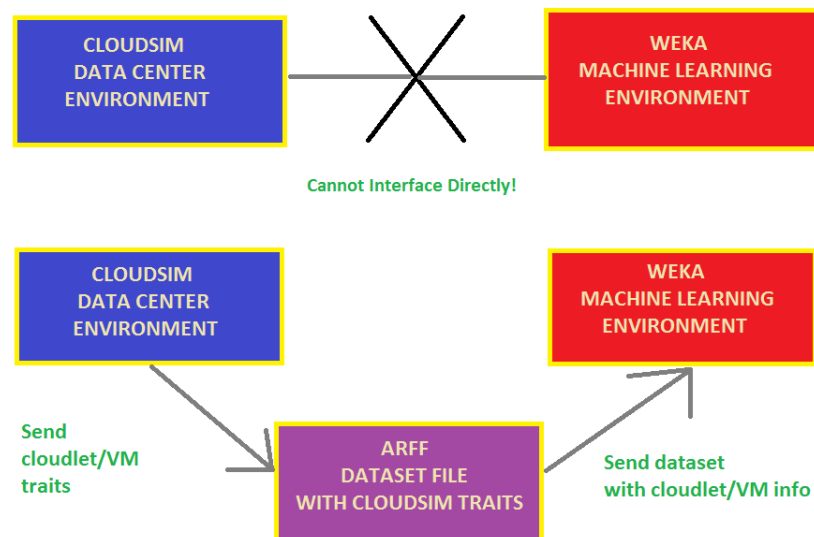 CLOUDSIM
DATA CENTER
ENVIRONMENT
WEKA
MACHINE LEARNING
ENVIRONMENT
Cannot Interface Directly!
CLOUDSIM
DATA CENTER
ENVIRONMENT
WEKA
MACHINE LEARNING
ENVIRONMENT
Send
cloudlet/VM
traits
ARFF
DATASET FILE
WITH CLOUDSIM TRAITS
Send dataset
with cloudlet/VM info